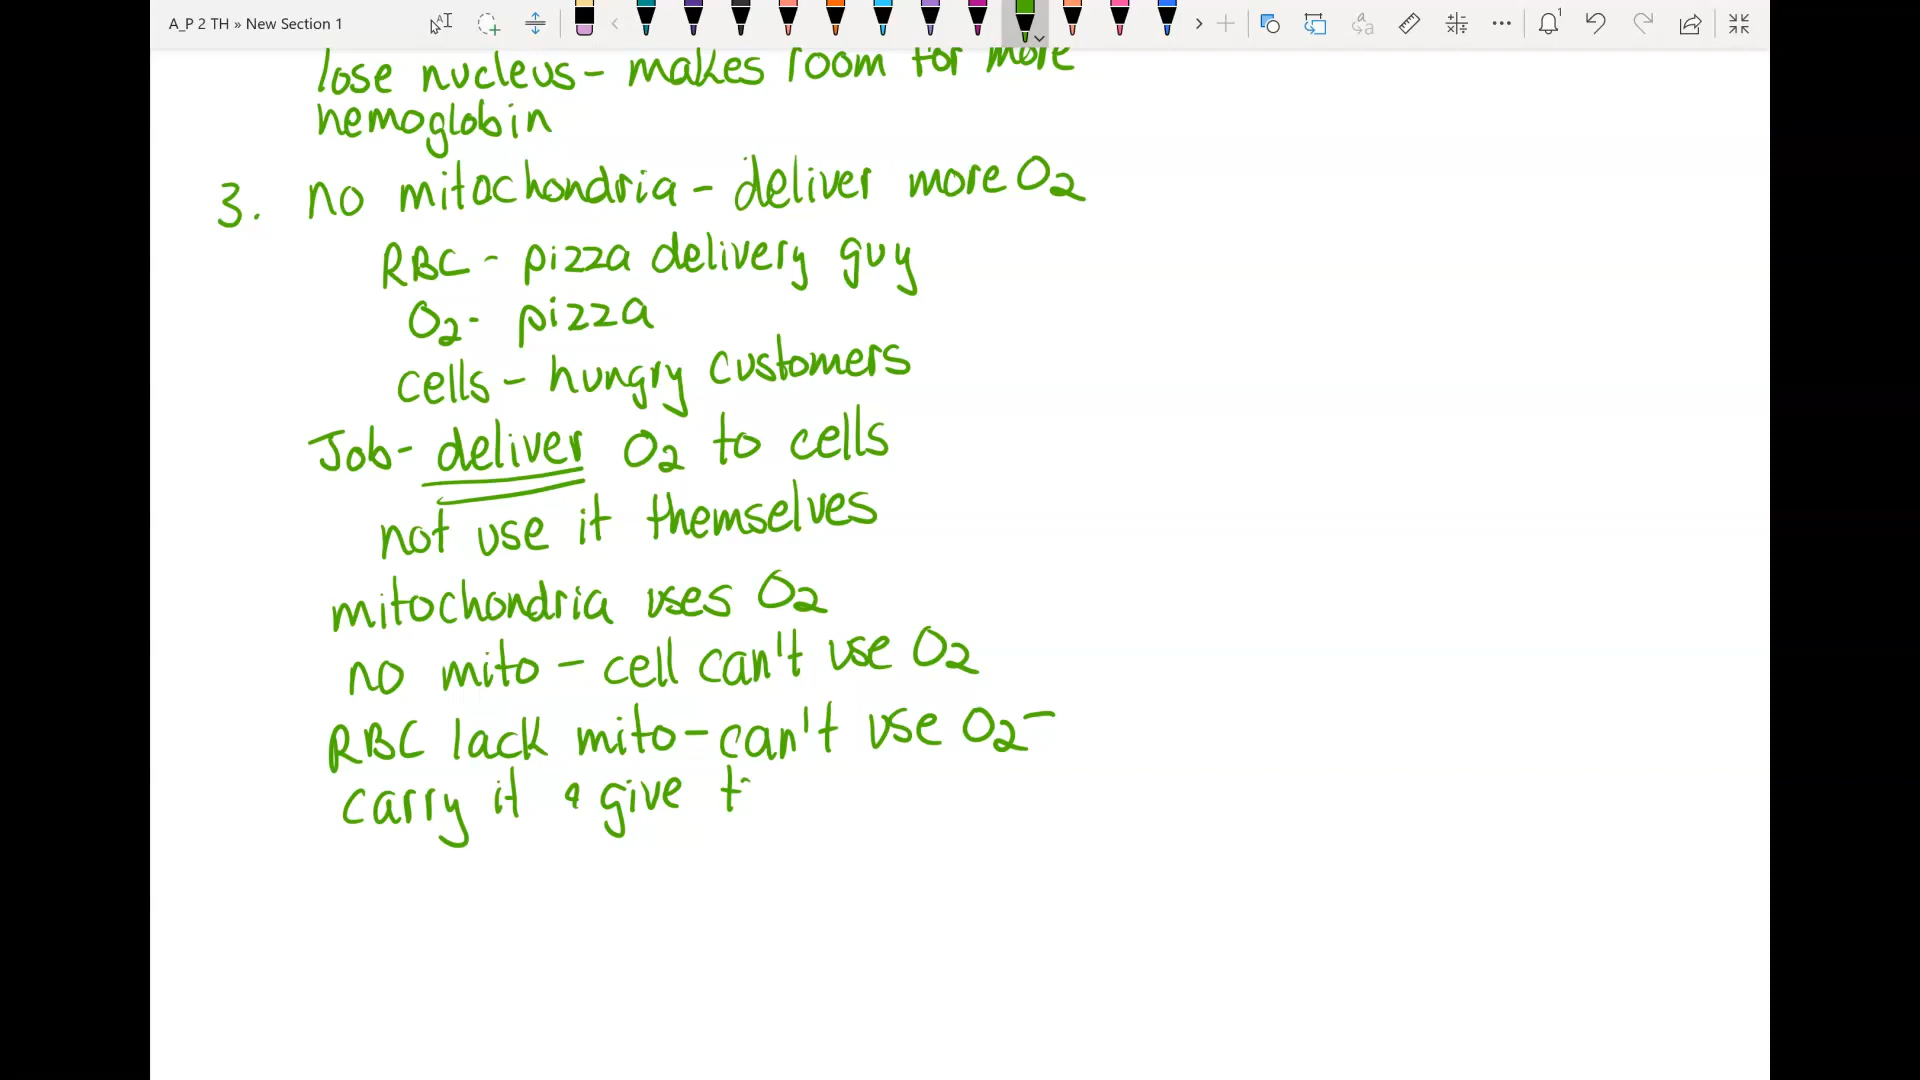 A_P 2 TH » New Section 1
lose nucleus - makes room for more
hemoglobin
3. no mitochondria - deliver more O2
RBC - pizza delivery guy
O2 - pizza
cells - hungry customers
Job - deliver O2 to cells
not use it themselves
mitochondria uses O2
no mito - cell can't use O2
RBC lack mito - can't use O2 -
carry it & give t